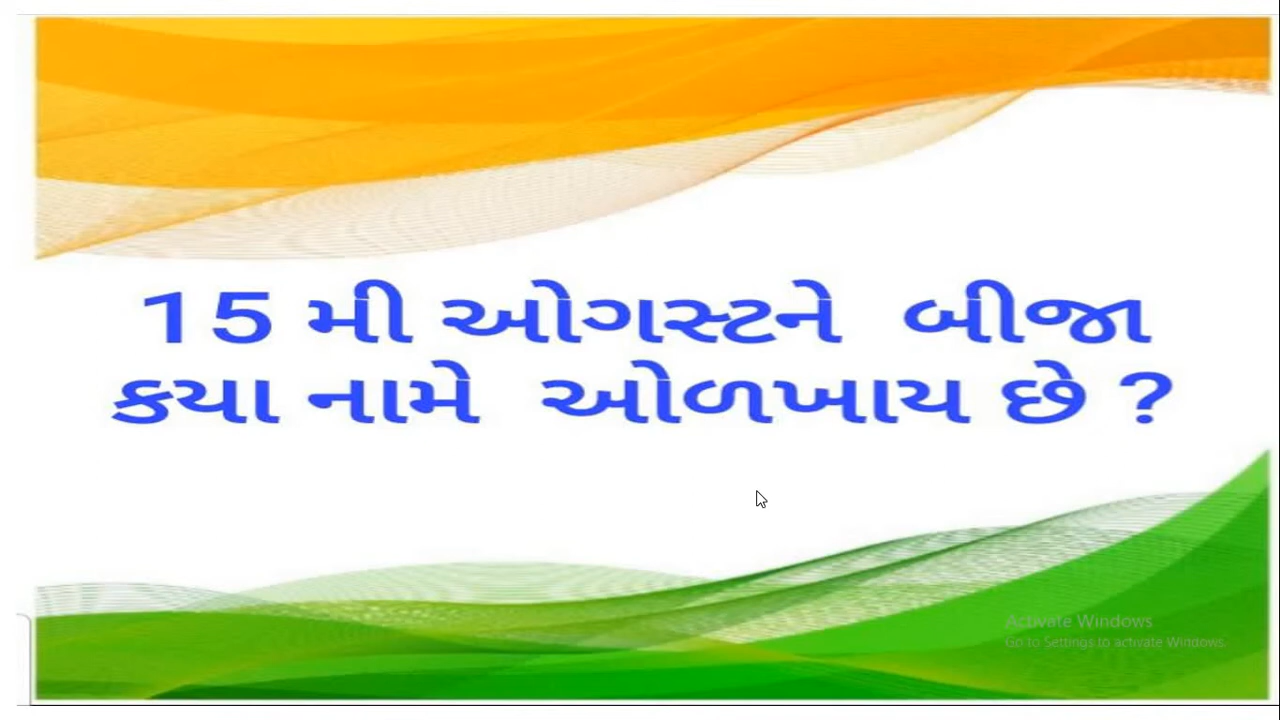 15 મી ઓગસ્ટને બીજા
કયા નામે ઓળખાય છે ?
Activate Windows
Go to Settings to activate Windows.